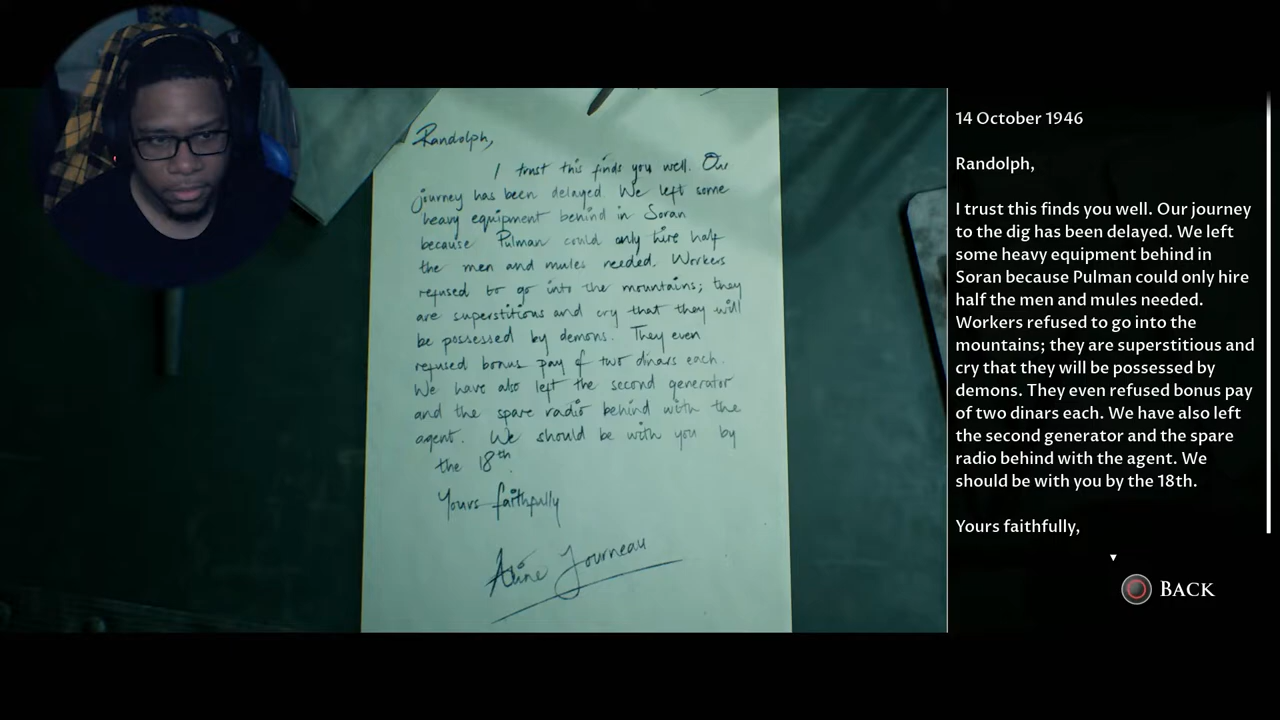 Randolph,
I trust this finds you well. Our
journey has been delayed. We left some
heavy equipment behind in Soran
because Pulman could only hire half
the men and mules needed. Workers
refused to go into the mountains; they
are superstitious and cry that they will
be possessed by demons. They even
refused bonus pay of two dinars each.
We have also left the second generator
and the spare radio behind with the
agent. We should be with you by
the 18th.
Yours faithfully
Aline Journeau
14 October 1946
Randolph,
I trust this finds you well. Our journey
to the dig has been delayed. We left
some heavy equipment behind in
Soran because Pulman could only hire
half the men and mules needed.
Workers refused to go into the
mountains; they are superstitious and
cry that they will be possessed by
demons. They even refused bonus pay
of two dinars each. We have also left
the second generator and the spare
radio behind with the agent. We
should be with you by the 18th.
Yours faithfully,
BACK